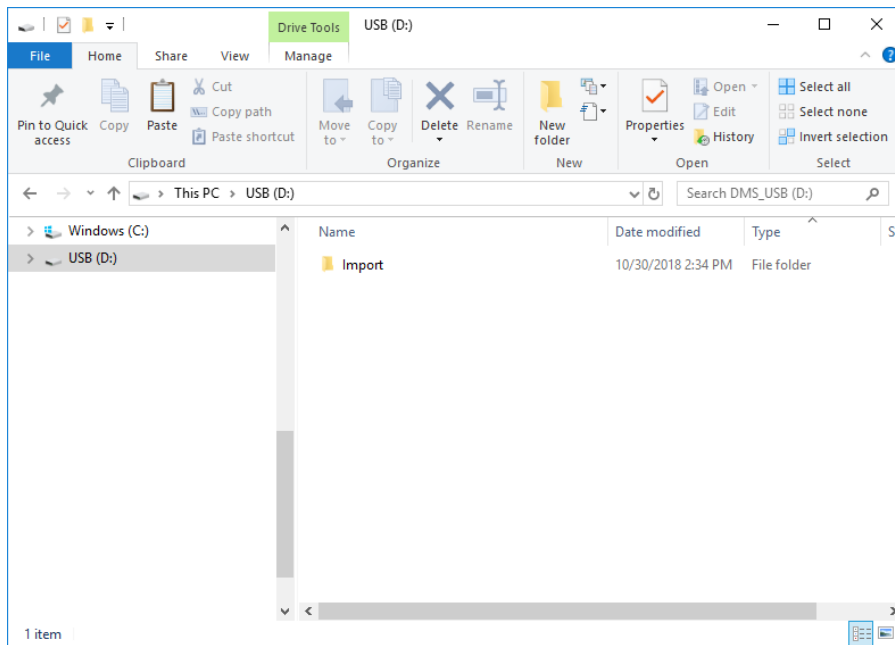 Drive Tools USB (D:)
File Home Share View Manage
Pin to Quick access
Copy
Paste
Cut
Copy path
Paste shortcut
Clipboard
Move to
Copy to
Delete
Rename
Organize
New folder
New
Properties
Open
Edit
History
Open
Select all
Select none
Invert selection
Select
This PC USB (D:)
Search DMS_USB (D:)
Windows (C:)
USB (D:)
Name Date modified Type S
Import 10/30/2018 2:34 PM File folder
1 item